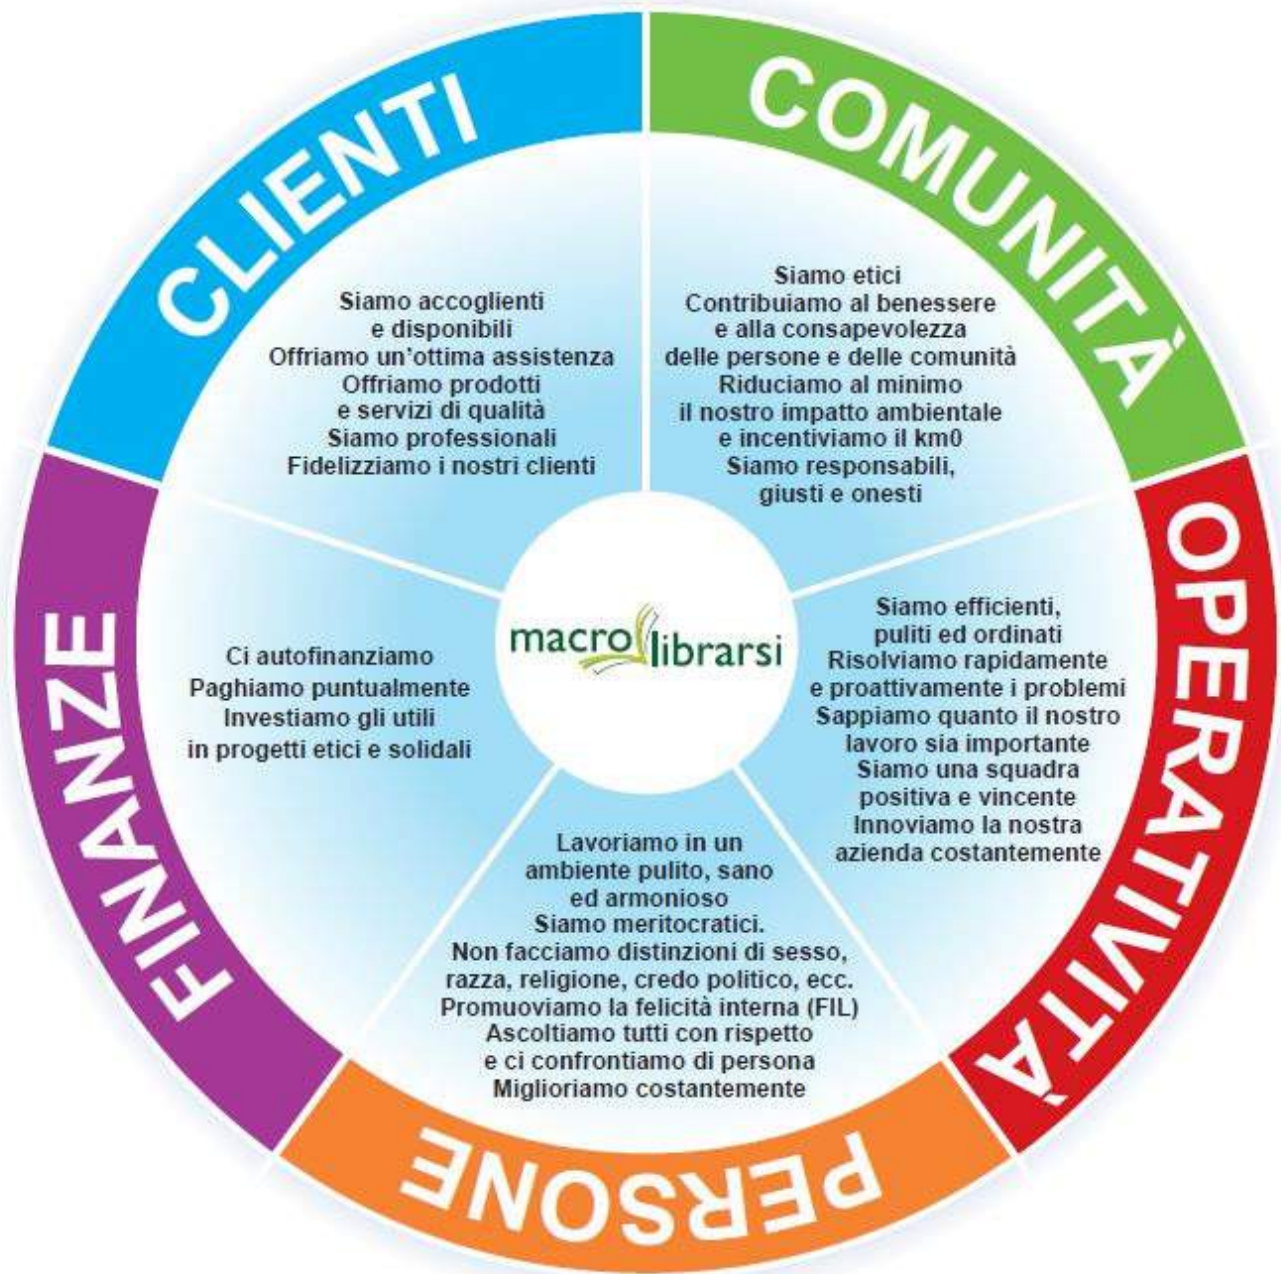 CLIENTI
Siamo accoglienti
e disponibili
Offriamo un'ottima assistenza
Offriamo prodotti
e servizi di qualità
Siamo professionali
Fidelizziamo i nostri clienti
COMUNITÀ
Siamo etici
Contribuiamo al benessere
e alla consapevolezza
delle persone e delle comunità
Riduciamo al minimo
il nostro impatto ambientale
e incentiviamo il km0
Siamo responsabili,
giusti e onesti
OPERATIVITÀ
Siamo efficienti,
puliti ed ordinati
Risolviamo rapidamente
e proattivamente i problemi
Sappiamo quanto il nostro
lavoro sia importante
Siamo una squadra
positiva e vincente
Innoviamo la nostra
azienda costantemente
PERSONE
Lavoriamo in un
ambiente pulito, sano
ed armonioso
Siamo meritocratici.
Non facciamo distinzioni di sesso,
razza, religione, credo politico, ecc.
Promuoviamo la felicità interna (FIL)
Ascoltiamo tutti con rispetto
e ci confrontiamo di persona
Miglioriamo costantemente
FINANZE
Ci autofinanziamo
Paghiamo puntualmente
Investiamo gli utili
in progetti etici e solidali
macrolibrarsi